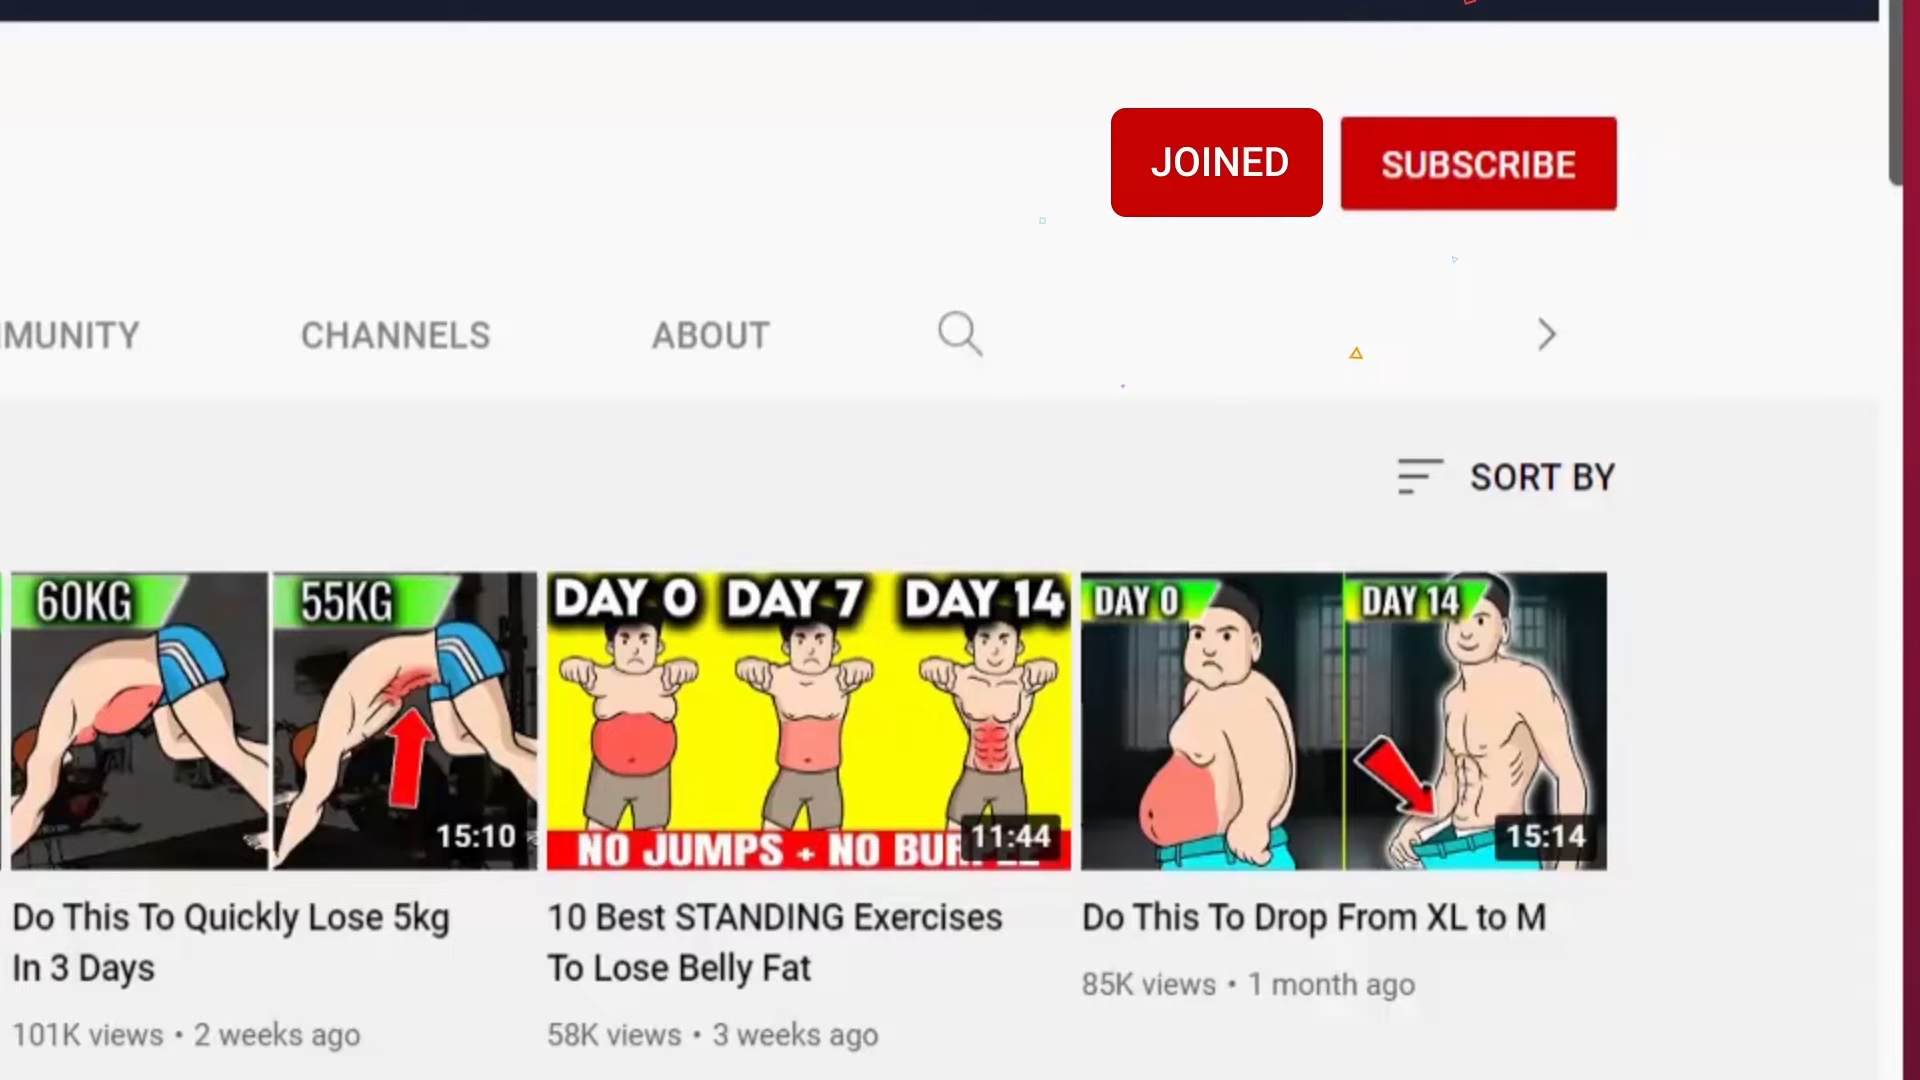 JOINED
SUBSCRIBE
MUNITY
CHANNELS
ABOUT
SORT BY
60KG
55KG
15:10
DAY 0
DAY 7
DAY 14
NO JUMPS + NO BUR
11:44
DAY 0
DAY 14
15:14
Do This To Quickly Lose 5kg
In 3 Days
101K views • 2 weeks ago
10 Best STANDING Exercises
To Lose Belly Fat
58K views • 3 weeks ago
Do This To Drop From XL to M
85K views • 1 month ago